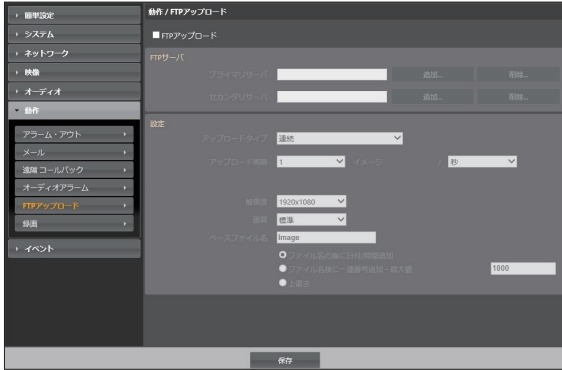 簡単設定
システム
ネットワーク
映像
オーディオ
動作
アラーム・アウト
メール
遠隔 コールバック
オーディオアラーム
FTPアップロード
録画
イベント
動作 / FTPアップロード
FTPアップロード
FTPサーバ
プライマリサーバ 追加... 削除...
セカンダリサーバ 追加... 削除...
設定
アップロードタイプ 連続
アップロード間隔 1 イメージ / 秒
解像度 1920x1080
画質 標準
ベースファイル名 Image
ファイル名の後に日付/時間追加
ファイル名後に一連番号追加－最大値 1000
上書き
保存